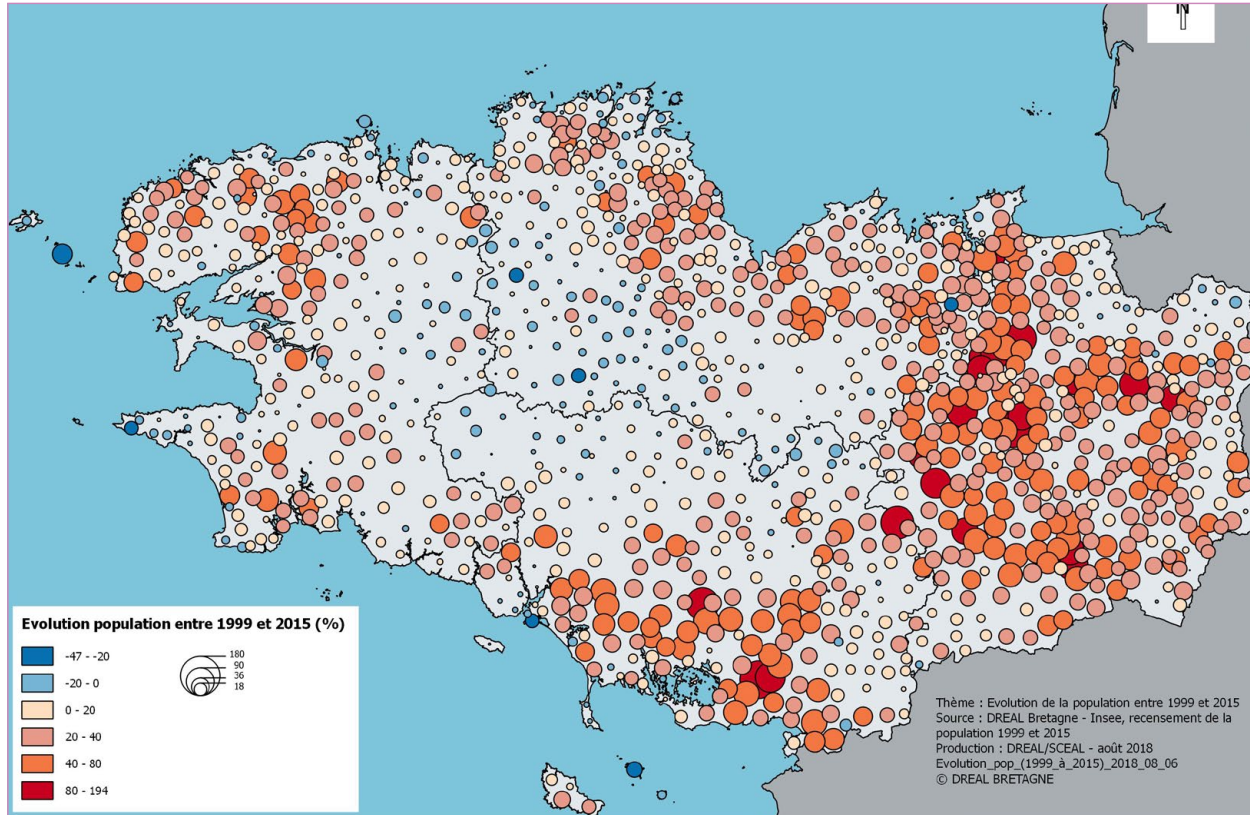 N
Evolution population entre 1999 et 2015 (%)
-47 - -20
-20 - 0
0 - 20
20 - 40
40 - 80
80 - 194
180
90
36
18
Thème : Evolution de la population entre 1999 et 2015
Source : DREAL Bretagne - Insee, recensement de la
population 1999 et 2015
Production : DREAL/SCEAL - août 2018
Evolution_pop_(1999_à_2015)_2018_08_06
© DREAL BRETAGNE